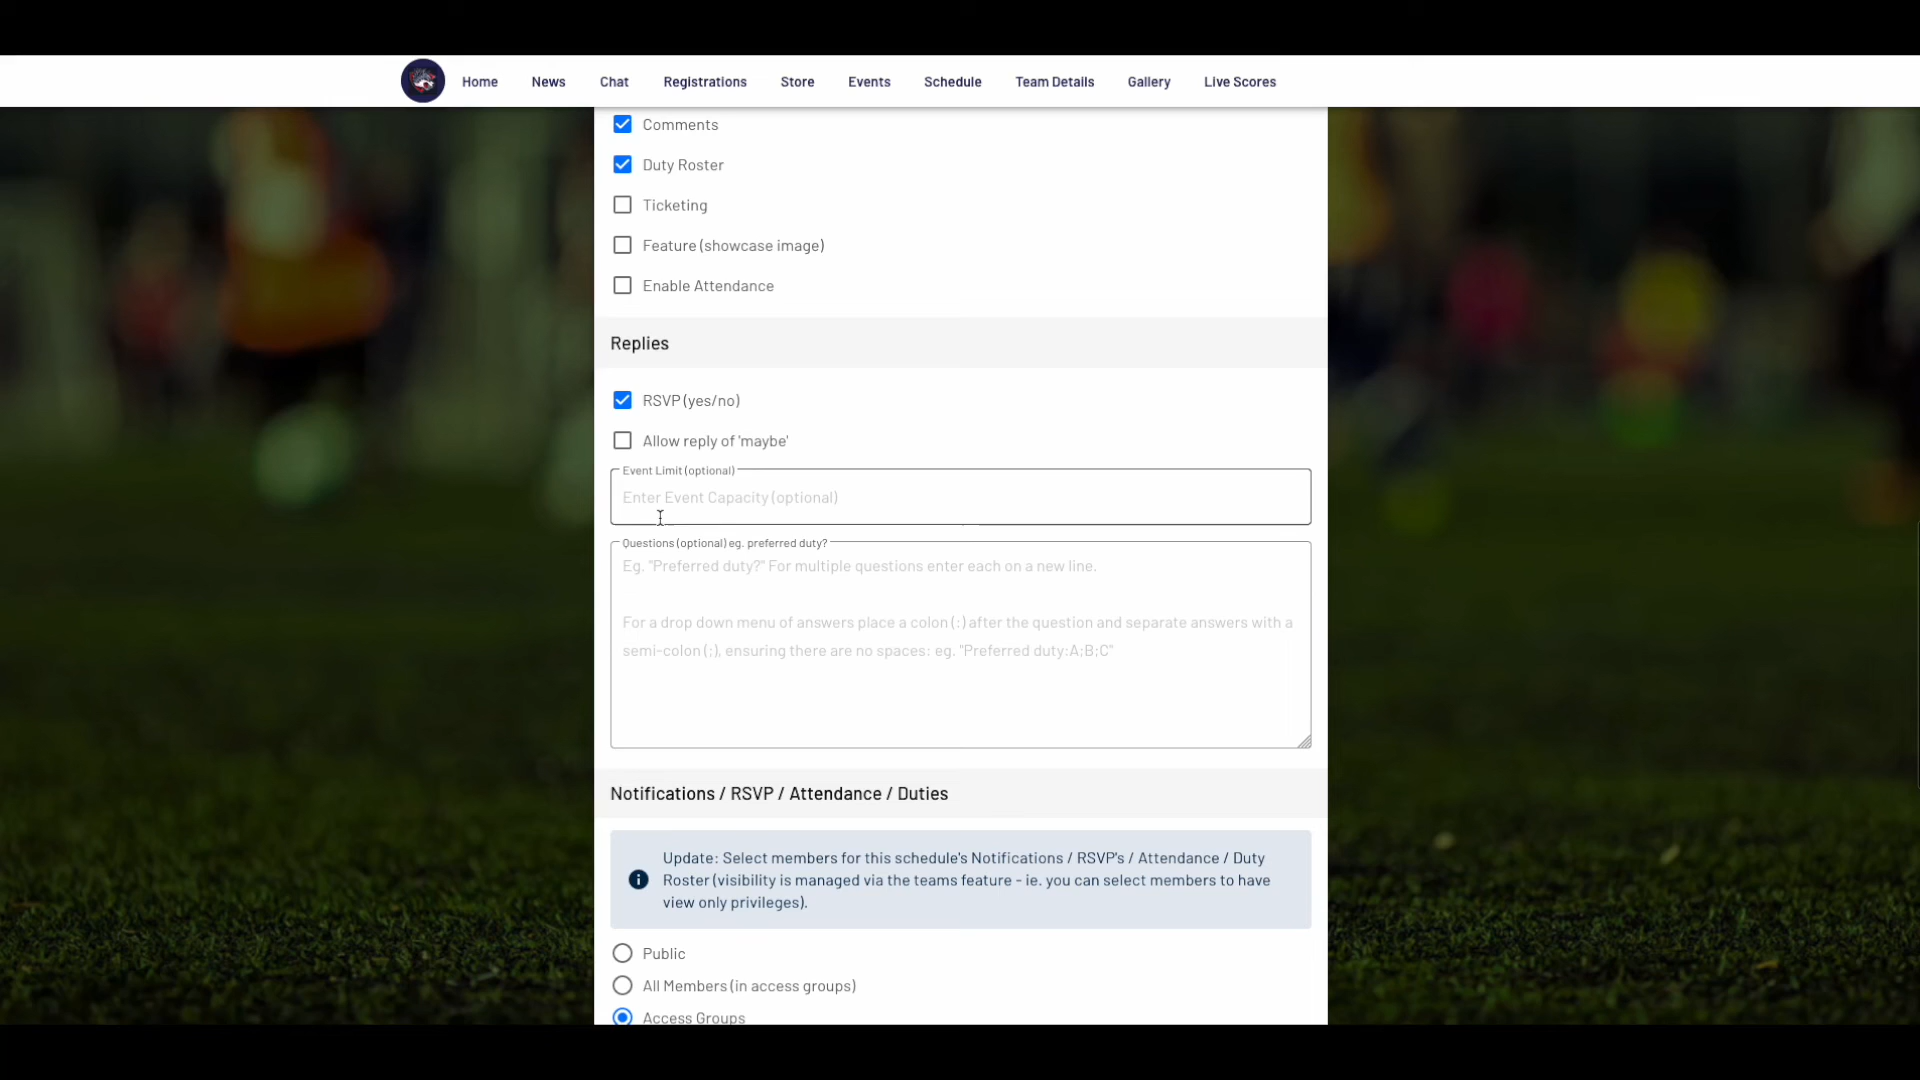 Home News Chat Registrations Store Events Schedule Team Details Gallery Live Scores
Comments
Duty Roster
Ticketing
Feature (showcase image)
Enable Attendance
Replies
RSVP (yes/no)
Allow reply of 'maybe'
Event Limit (optional)
Enter Event Capacity (optional)
Questions (optional) eg. preferred duty?
Eg. "Preferred duty?" For multiple questions enter each on a new line.
For a drop down menu of answers place a colon (:) after the question and separate answers with a
semi-colon (;), ensuring there are no spaces: eg. "Preferred duty:A;B;C"
Notifications / RSVP / Attendance / Duties
Update: Select members for this schedule's Notifications / RSVP's / Attendance / Duty
Roster (visibility is managed via the teams feature - ie. you can select members to have
view only privileges).
Public
All Members (in access groups)
Access Groups